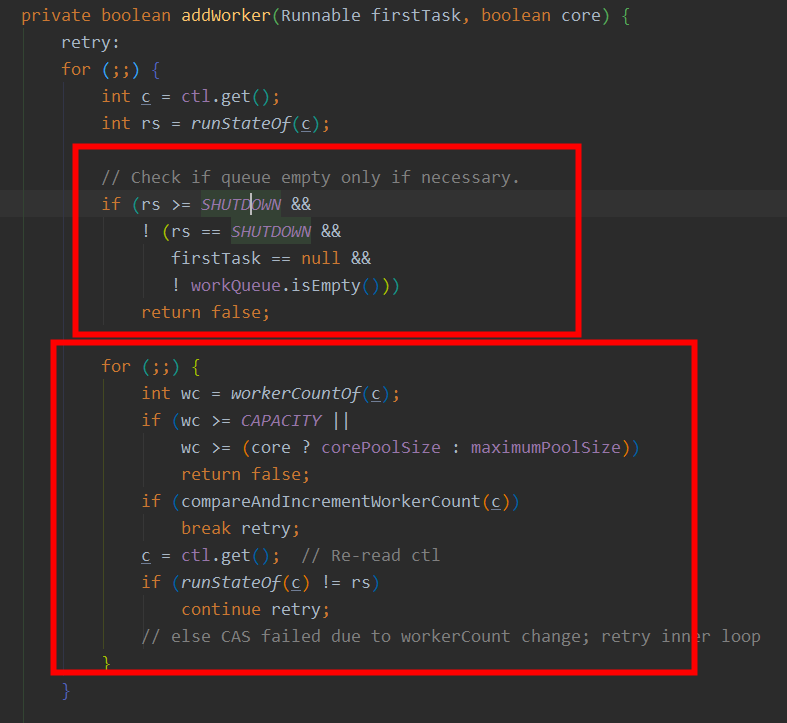 private boolean addWorker(Runnable firstTask, boolean core) {
retry:
for (;;) {
int c = ctl.get();
int rs = runStateOf(c);
// Check if queue empty only if necessary.
if (rs >= SHUTDOWN &&
! (rs == SHUTDOWN &&
firstTask == null &&
! workQueue.isEmpty()))
return false;
for (;;) {
int wc = workerCountOf(c);
if (wc >= CAPACITY ||
wc >= (core ? corePoolSize : maximumPoolSize))
return false;
if (compareAndIncrementWorkerCount(c))
break retry;
c = ctl.get();  // Re-read ctl
if (runStateOf(c) != rs)
continue retry;
// else CAS failed due to workerCount change; retry inner loop
}
}